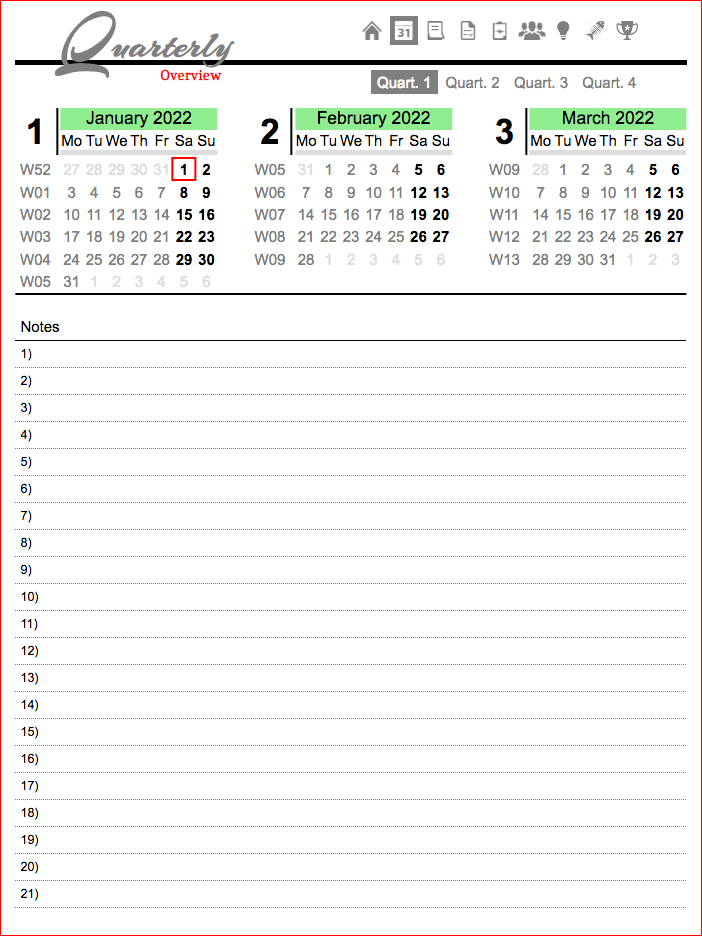 Quarterly
Overview
31
Quart. 1 Quart. 2 Quart. 3 Quart. 4
1 January 2022
Mo Tu We Th Fr Sa Su
W52 27 28 29 30 31 1 2
W01 3 4 5 6 7 8 9
W02 10 11 12 13 14 15 16
W03 17 18 19 20 21 22 23
W04 24 25 26 27 28 29 30
W05 31 1 2 3 4 5 6
2 February 2022
Mo Tu We Th Fr Sa Su
W05 31 1 2 3 4 5 6
W06 7 8 9 10 11 12 13
W07 14 15 16 17 18 19 20
W08 21 22 23 24 25 26 27
W09 28 1 2 3 4 5 6
3 March 2022
Mo Tu We Th Fr Sa Su
W09 28 1 2 3 4 5 6
W10 7 8 9 10 11 12 13
W11 14 15 16 17 18 19 20
W12 21 22 23 24 25 26 27
W13 28 29 30 31 1 2 3
Notes
1)
2)
3)
4)
5)
6)
7)
8)
9)
10)
11)
12)
13)
14)
15)
16)
17)
18)
19)
20)
21)